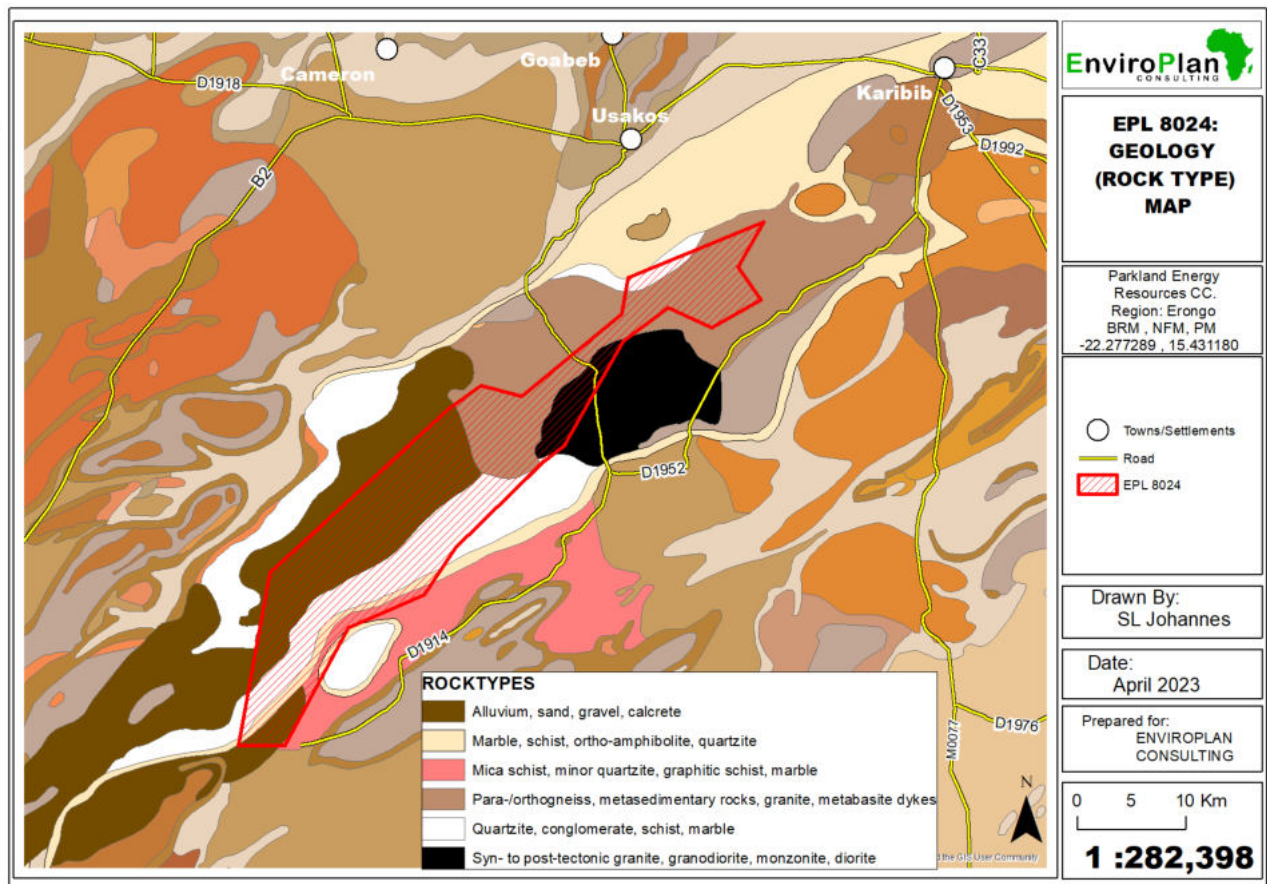 Cameron
Goabeb
Usakos
Karibib
C33
D1918
B2
D1953
D1992
D1952
D1914
M0077
D1976
ROCKTYPES
Alluvium, sand, gravel, calcrete
Marble, schist, ortho-amphibolite, quartzite
Mica schist, minor quartzite, graphitic schist, marble
Para-/orthogneiss, metasedimentary rocks, granite, metabasite dykes
Quartzite, conglomerate, schist, marble
Syn- to post-tectonic granite, granodiorite, monzonite, diorite
the GIS User Community
N
EnviroPlan
CONSULTING
EPL 8024:
GEOLOGY
(ROCK TYPE)
MAP
Parkland Energy
Resources CC.
Region: Erongo
BRM , NFM, PM
-22.277289 , 15.431180
Towns/Settlements
Road
EPL 8024
Drawn By:
SL Johannes
Date:
April 2023
Prepared for:
ENVIROPLAN
CONSULTING
0 5 10 Km
1 :282,398